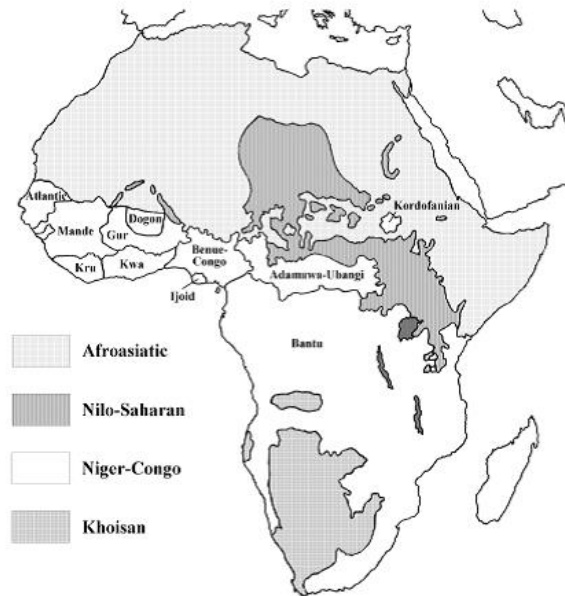 Atlantic
Dogon
Kordofanian
Mande
Gur
Benue-
Congo
Kru
Kwa
Adamawa-Ubangi
Ijoid
Bantu
Afroasiatic
Nilo-Saharan
Niger-Congo
Khoisan